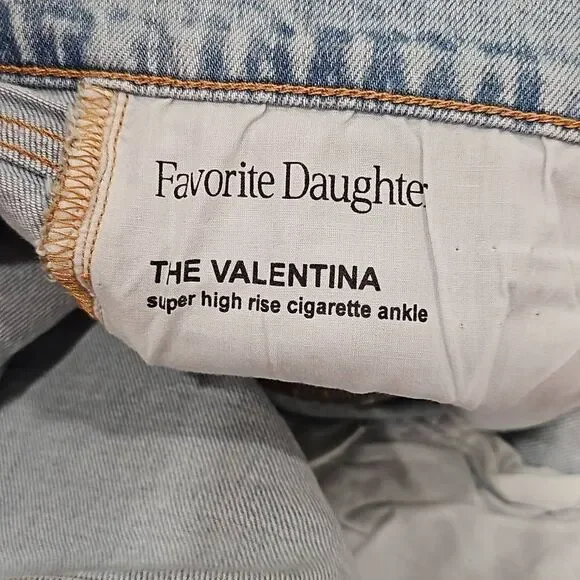 Favorite Daughter
THE VALENTINA
super high rise cigarette ankle